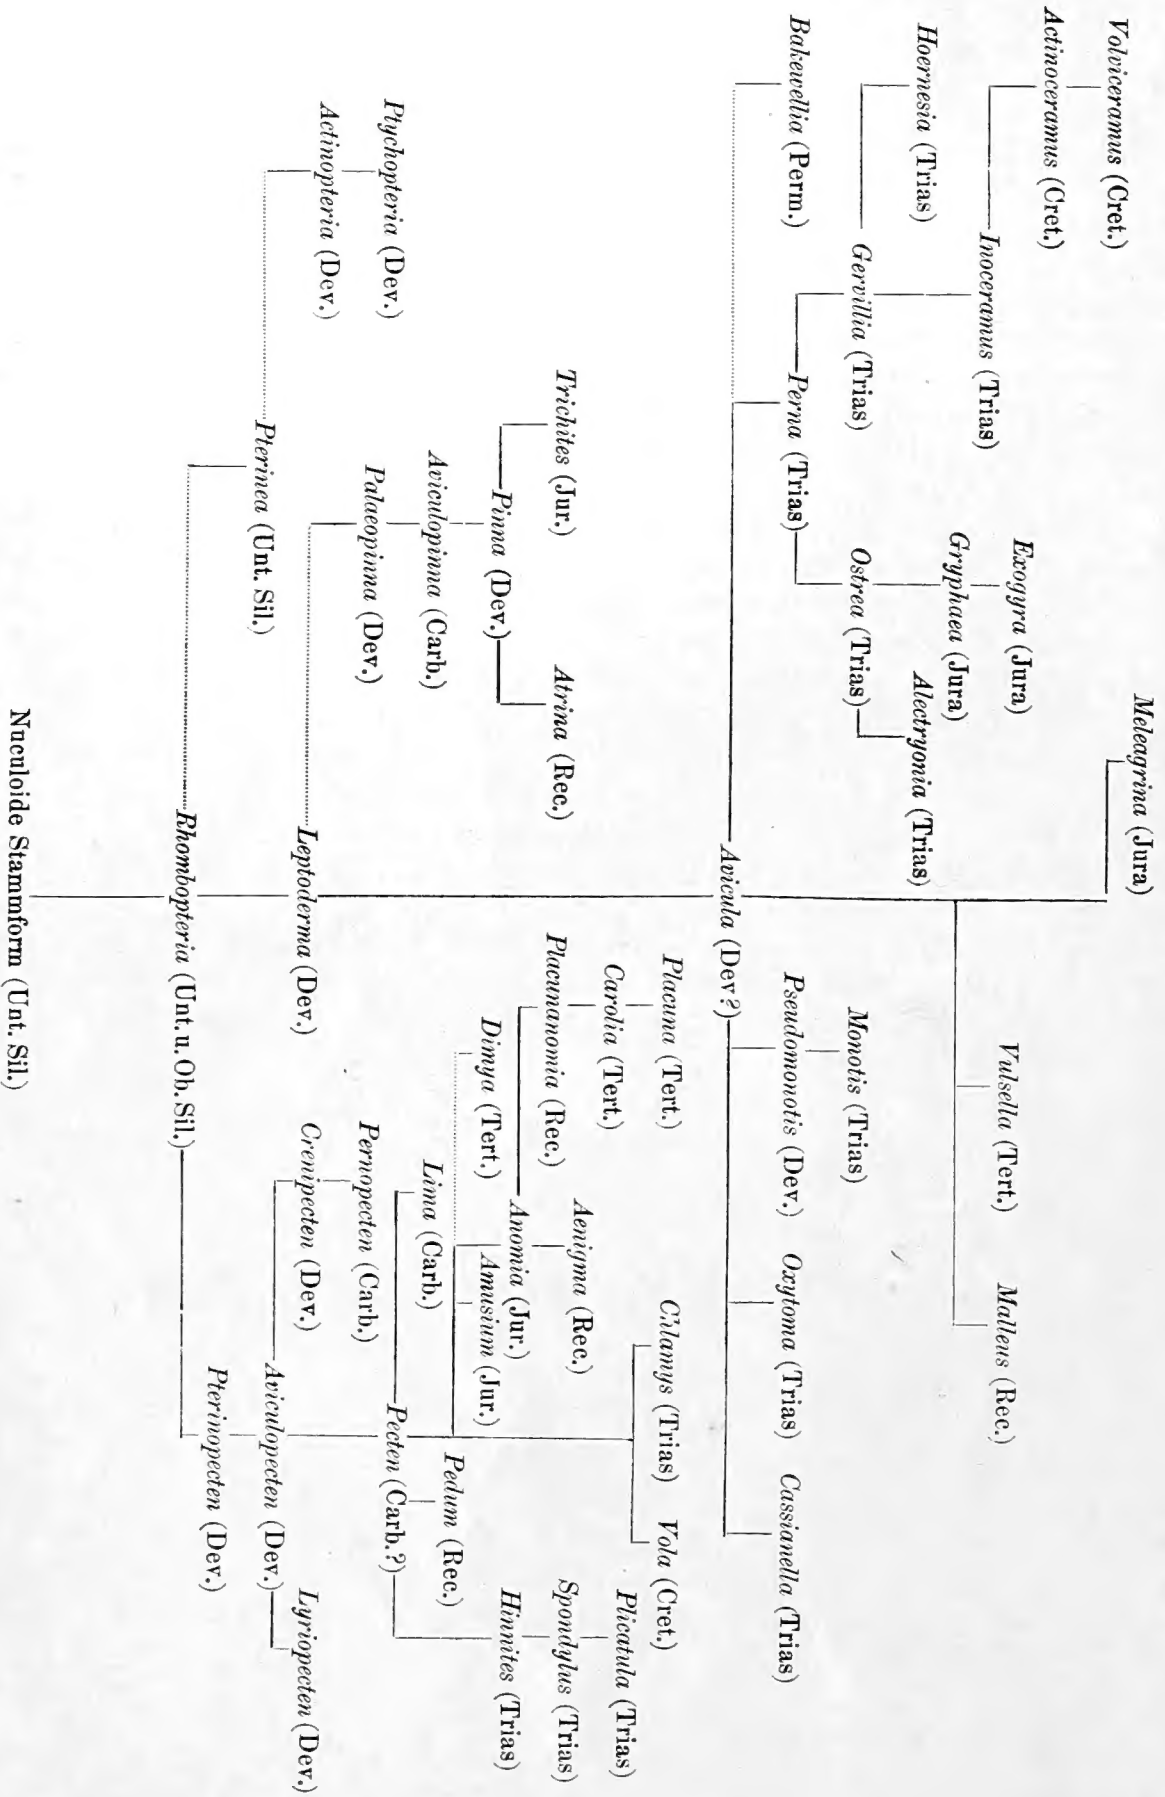 Meleagrina (Jura)
Volviceramus (Cret.)
Actinoceramus (Cret.)
Exogyra (Jura)
Vulsella (Tert.)
Malleus (Rec.)
Inoceramus (Trias)
Gryphaea (Jura)
Hoernesia (Trias)
Alectryonia (Trias)
Gervillia (Trias)
Ostrea (Trias)
Monotis (Trias)
Bakewellia (Perm.)
Perna (Trias)
Pseudomonotis (Dev.)
Oxytoma (Trias)
Cassianella (Trias)
Avicula (Dev?)
Placuna (Tert.)
Chlamys (Trias)
Vola (Cret.)
Carolia (Tert.)
Plicatula (Trias)
Trichites (Jur.)
Atrina (Rec.)
Placunanomia (Rec.)
Aenigma (Rec.)
Spondylus (Trias)
Pinna (Dev.)
Anomia (Jur.)
Hinnites (Trias)
Dimya (Tert.)
Amusium (Jur.)
Aviculopinna (Carb.)
Lima (Carb.)
Pedum (Rec.)
Ptychopteria (Dev.)
Palaeopinna (Dev.)
Pernopecten (Carb.)
Pecten (Carb.?)
Actinopteria (Dev.)
Leptoderma (Dev.)
Crenipecten (Dev.)
Lyriopecten (Dev.)
Pterinea (Unt. Sil.)
Aviculopecten (Dev.)
Pterinopecten (Dev.)
Rhombopteria (Unt. u. Ob. Sil.)
Nuculoide Stammform (Unt. Sil.)